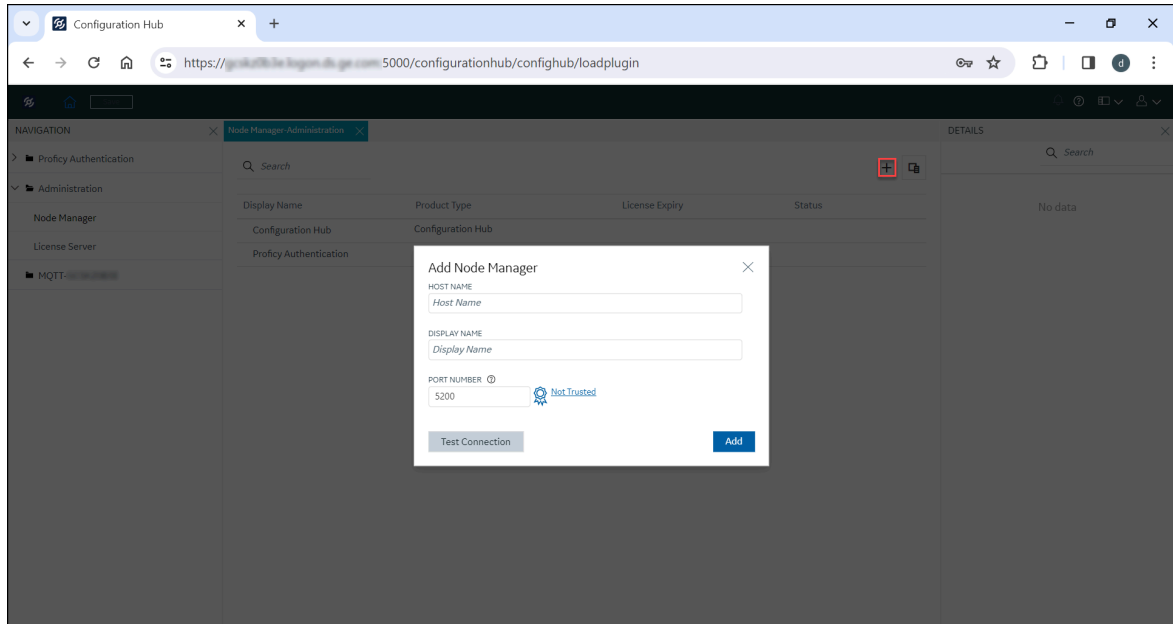 Configuration Hub
https:// 5000/configurationhub/confighub/loadplugin
d
NAVIGATION
Node Manager-Administration
DETAILS
Proficy Authentication
Search
Search
Administration
Display Name Product Type License Expiry Status
No data
Node Manager
Configuration Hub Configuration Hub
License Server
Proficy Authentication
MQTT-
Add Node Manager
HOST NAME
Host Name
DISPLAY NAME
Display Name
PORT NUMBER
5200
Not Trusted
Test Connection
Add